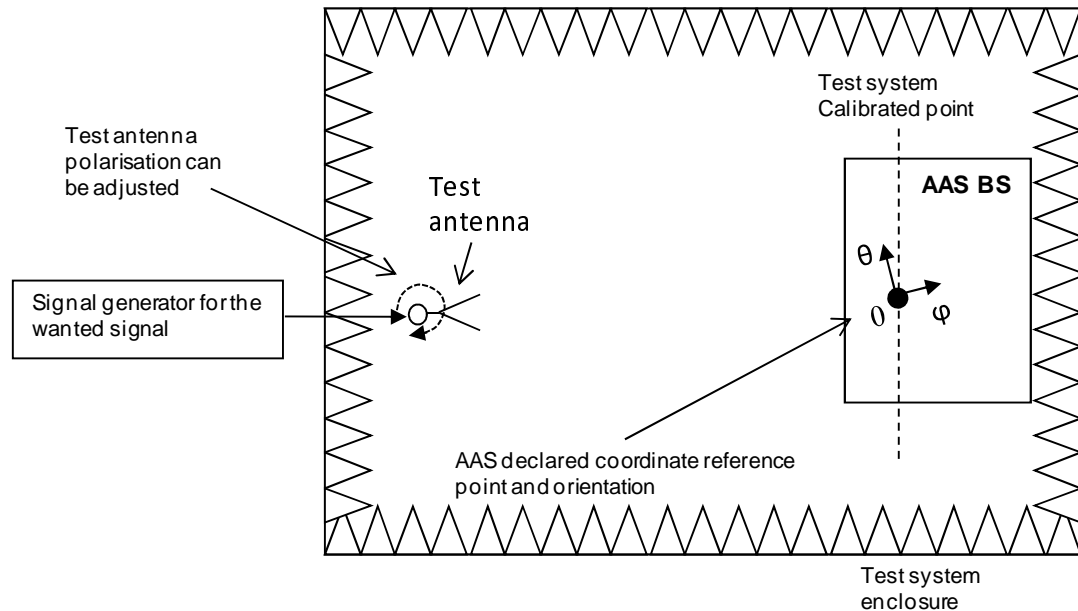 Test system
Calibrated point
Test antenna
polarisation can
be adjusted
Test
antenna
AAS BS
θ
0
φ
Signal generator for the
wanted signal
AAS declared coordinate reference
point and orientation
Test system
enclosure